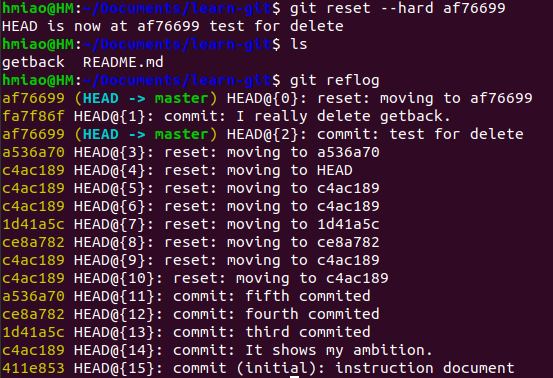 hmiao@HM:~/Documents/learn-git$ git reset --hard af76699
HEAD is now at af76699 test for delete
hmiao@HM:~/Documents/learn-git$ ls
getback  README.md
hmiao@HM:~/Documents/learn-git$ git reflog
af76699 (HEAD -> master) HEAD@{0}: reset: moving to af76699
fa7f86f HEAD@{1}: commit: I really delete getback.
af76699 (HEAD -> master) HEAD@{2}: commit: test for delete
a536a70 HEAD@{3}: reset: moving to a536a70
c4ac189 HEAD@{4}: reset: moving to HEAD
c4ac189 HEAD@{5}: reset: moving to c4ac189
c4ac189 HEAD@{6}: reset: moving to c4ac189
1d41a5c HEAD@{7}: reset: moving to 1d41a5c
ce8a782 HEAD@{8}: reset: moving to ce8a782
c4ac189 HEAD@{9}: reset: moving to c4ac189
c4ac189 HEAD@{10}: reset: moving to c4ac189
a536a70 HEAD@{11}: commit: fifth commited
ce8a782 HEAD@{12}: commit: fourth commited
1d41a5c HEAD@{13}: commit: third commited
c4ac189 HEAD@{14}: commit: It shows my ambition.
411e853 HEAD@{15}: commit (initial): instruction document